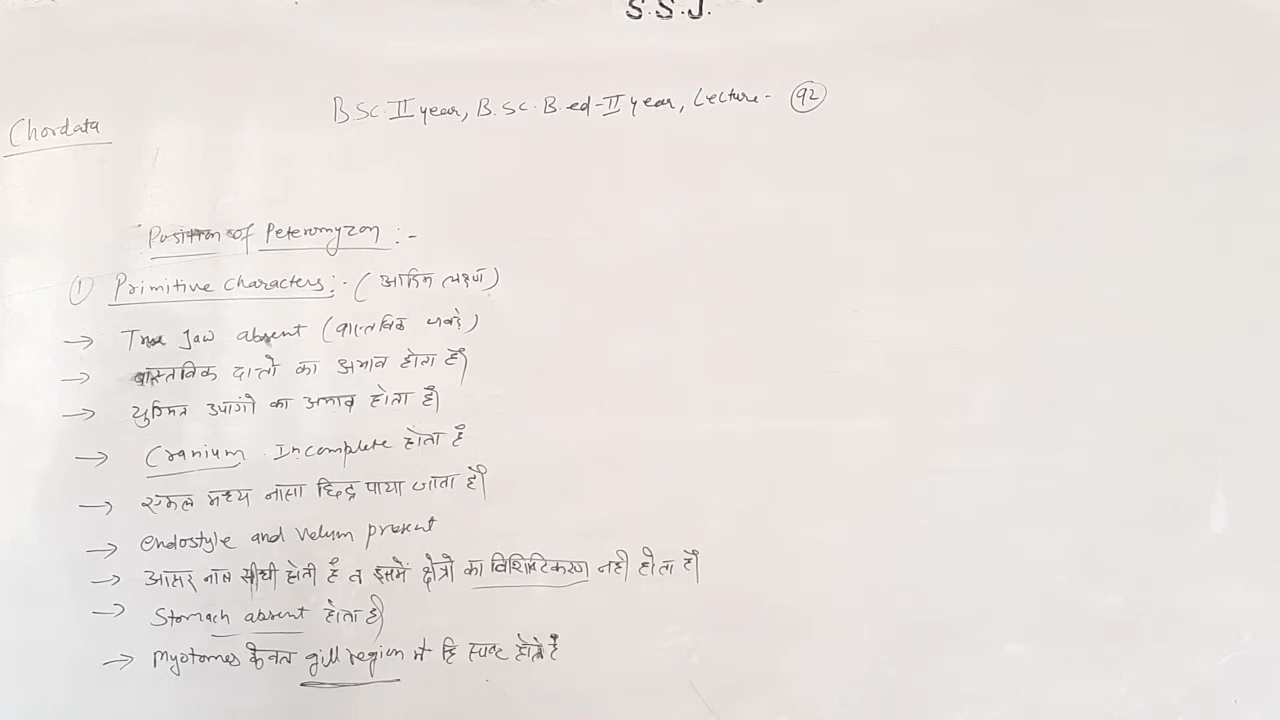 S.S.J.
B.Sc. II year, B.Sc. B.ed-II year, Lecture- 92
Chordata
Position of Peteromyzon :-
① Primitive characters:- (आदिम लक्षण)
→ True Jaw absent (वास्तविक जबड़े)
→ वास्तविक दान्तो का अभाव होता है।
→ युग्मित उपांगो का अभाव होता है।
→ Cranium Incomplete होता है
→ एकल मध्य नासा छिद्र पाया जाता है।
→ endostyle and Velum present
→ आहार नाल सीधी होती है व इसमें क्षेत्रो का विशिष्टिकरण नही होता है।
→ Stomach absent होता है।
→ Myotomes केवल gill region में हि स्पष्ट होते है